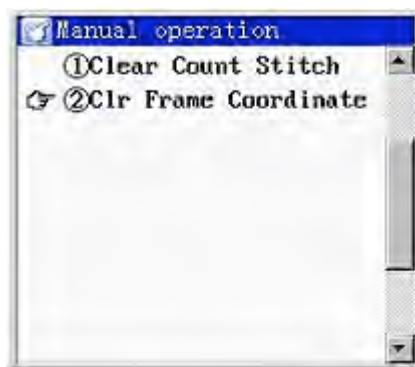 Manual operation
①Clear Count Stitch
②Clr Frame Coordinate